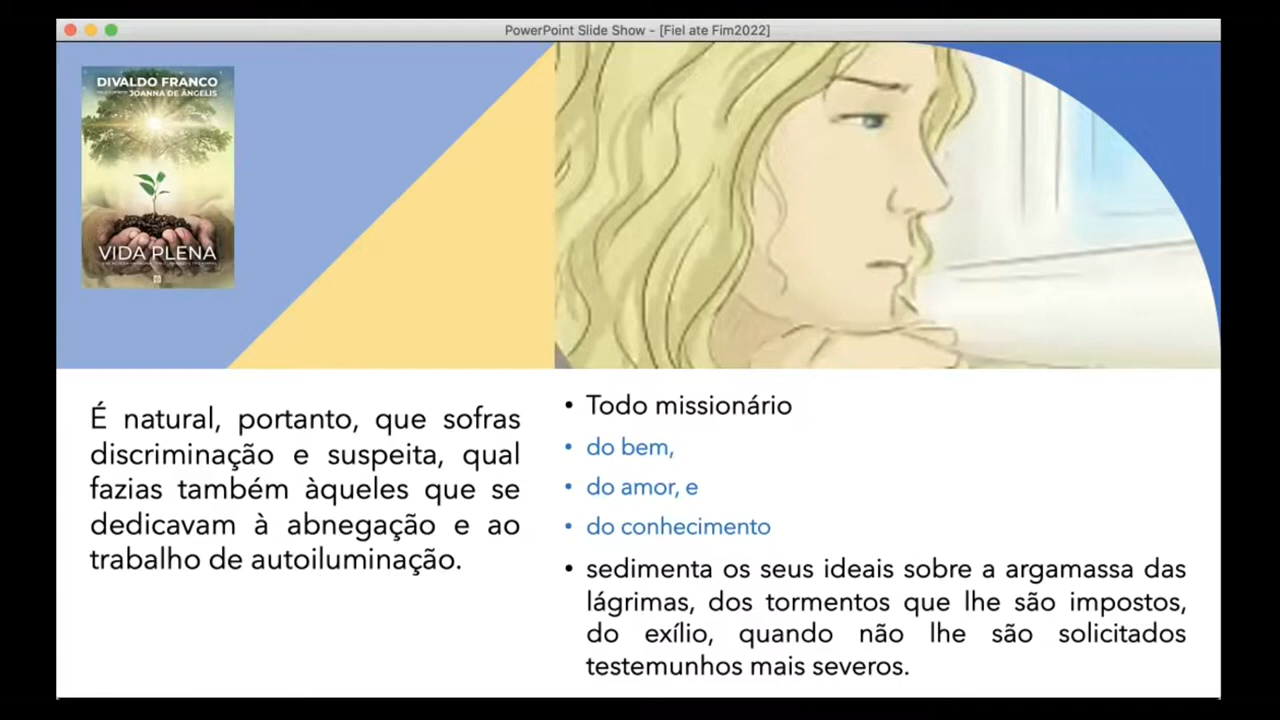 PowerPoint Slide Show - [Fiel ate Fim2022]
DIVALDO FRANCO
JOANNA DE ÂNGELIS
VIDA PLENA
É natural, portanto, que sofras
discriminação e suspeita, qual
fazias também àqueles que se
dedicavam à abnegação e ao
trabalho de autoiluminação.
• Todo missionário
• do bem,
• do amor, e
• do conhecimento
• sedimenta os seus ideais sobre a argamassa das
lágrimas, dos tormentos que lhe são impostos,
do exílio, quando não lhe são solicitados
testemunhos mais severos.